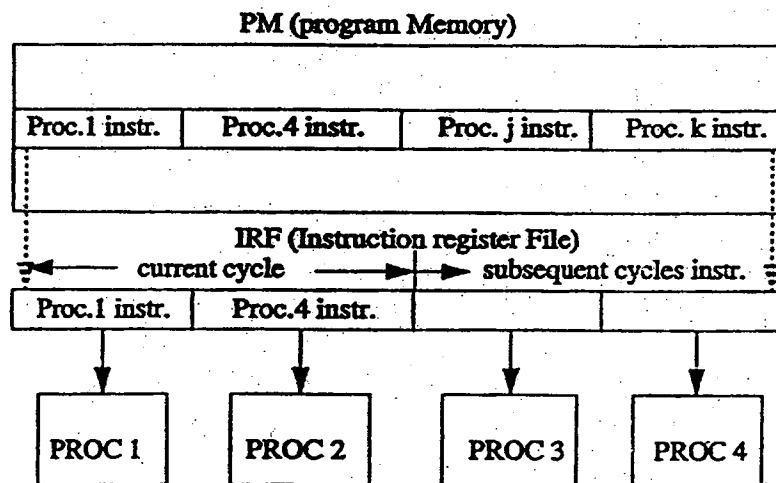 PM (program Memory)
Proc.1 instr. Proc.4 instr. Proc. j instr. Proc. k instr.
IRF (Instruction register File)
current cycle subsequent cycles instr.
Proc.1 instr. Proc.4 instr.
PROC 1 PROC 2 PROC 3 PROC 4